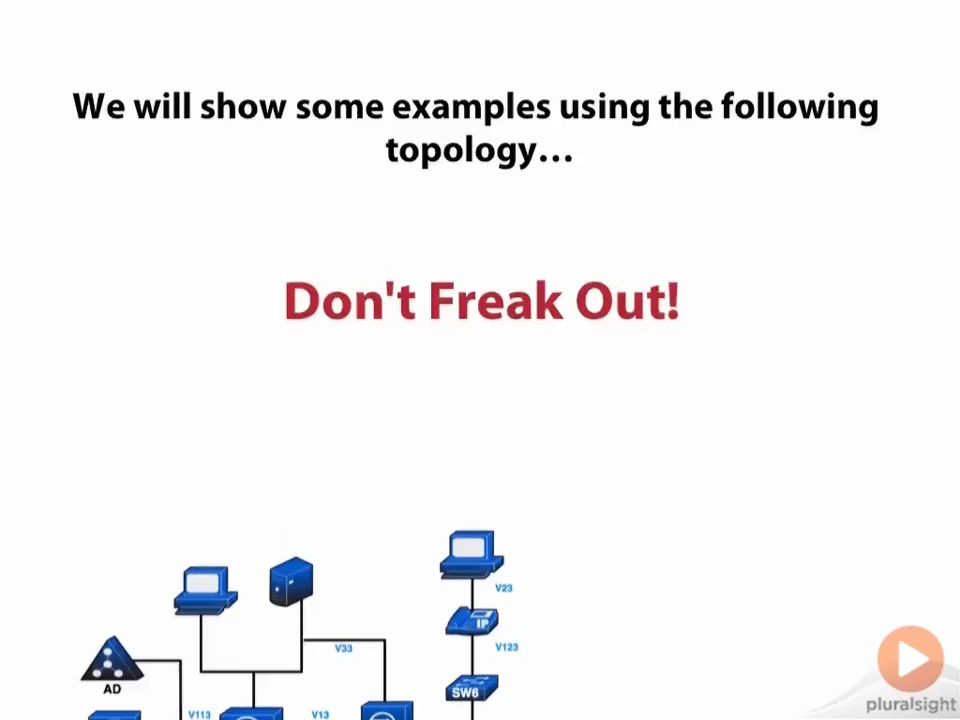 We will show some examples using the following
topology…
Don't Freak Out!
V23
IP
V123
V33
AD
SW6
V113
V13
pluralsight